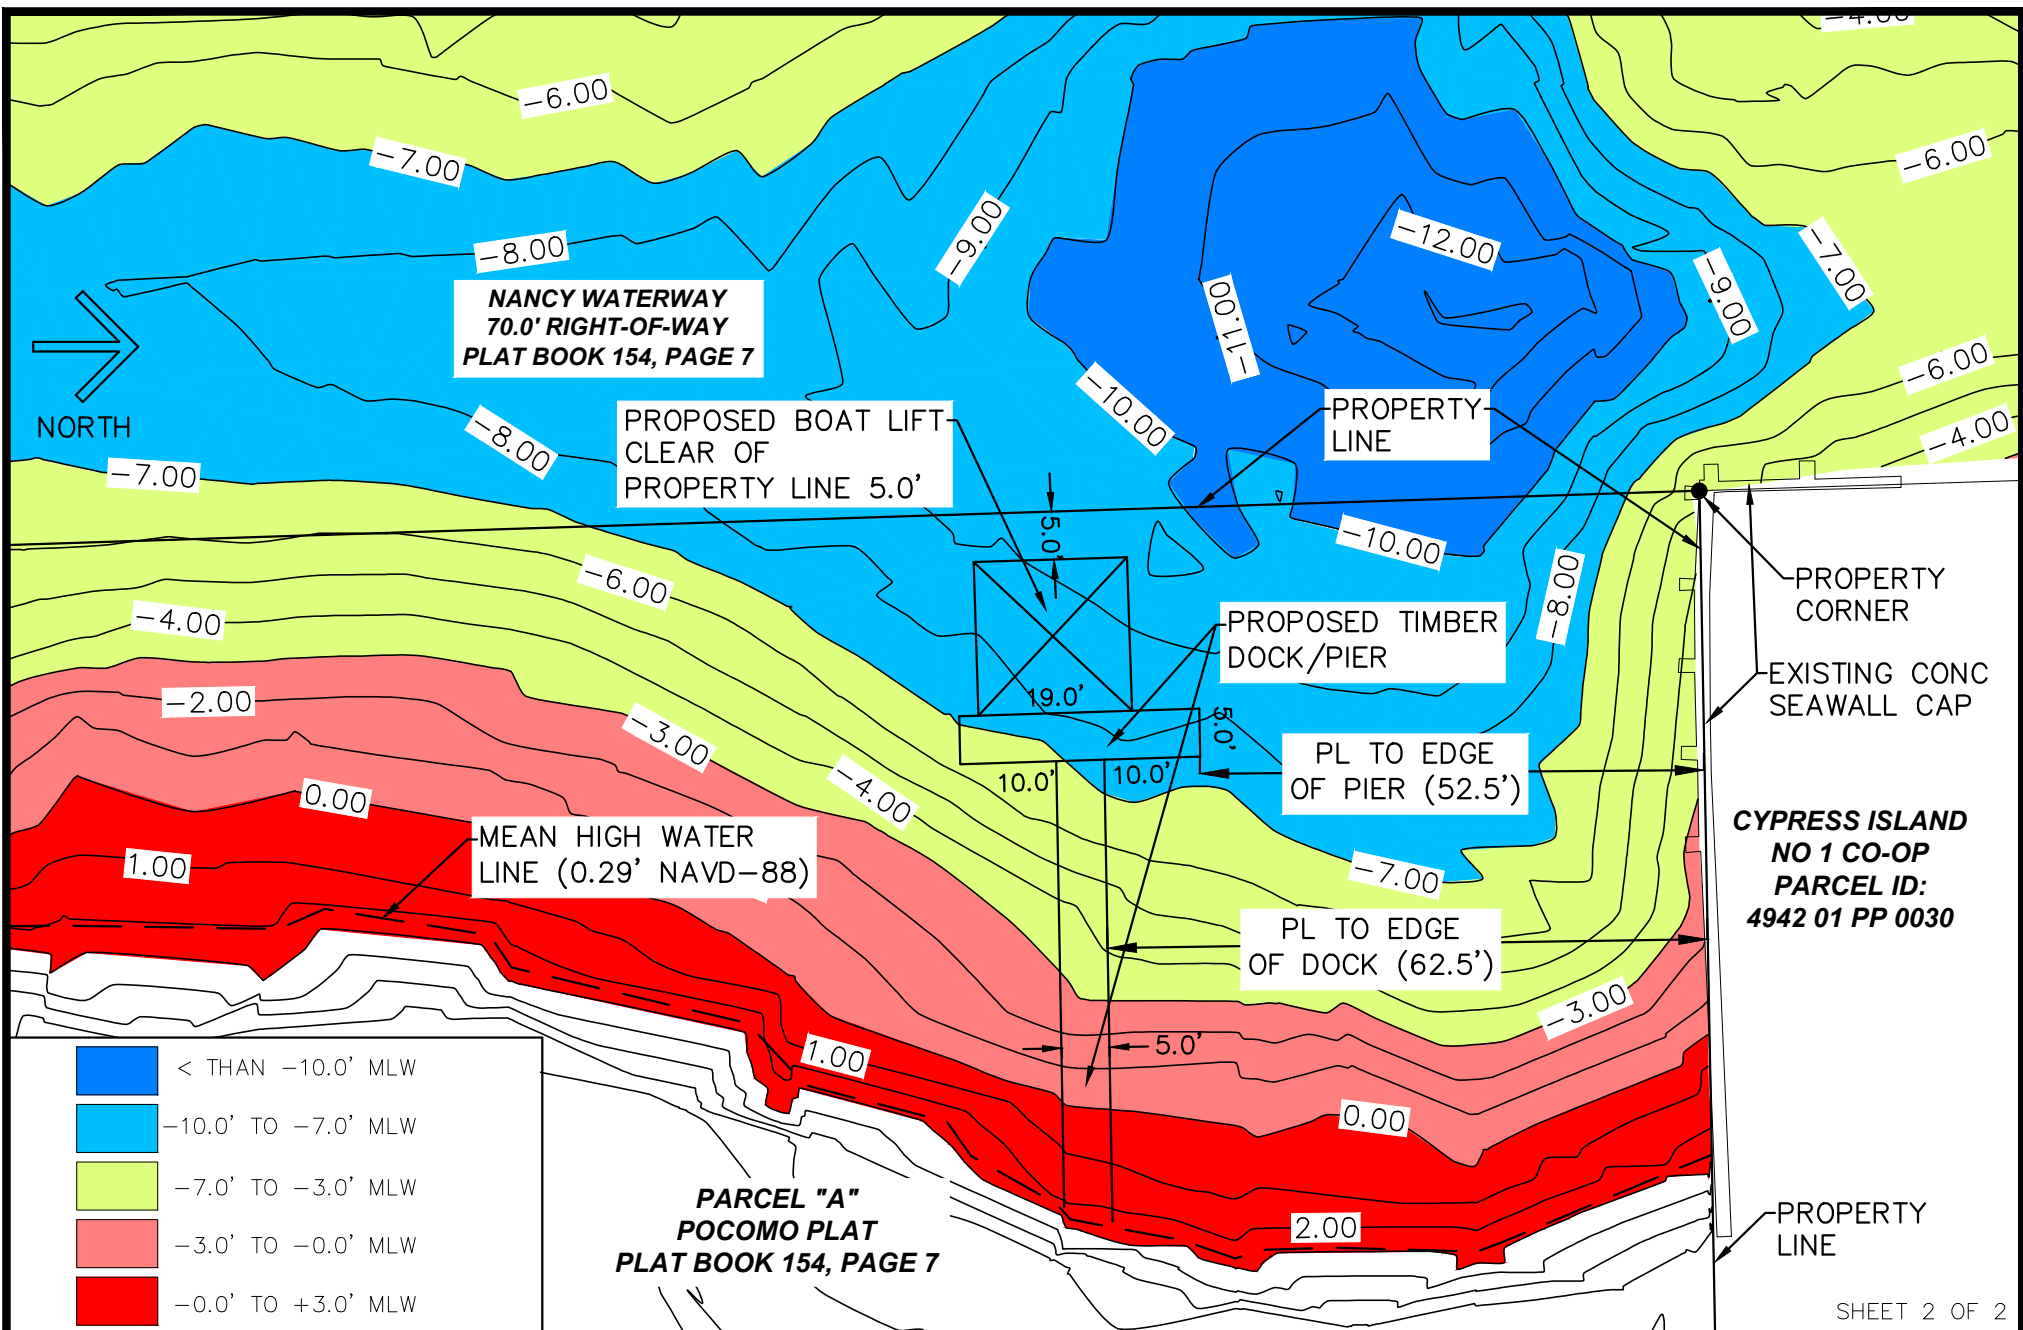 -4.00
-6.00
-7.00
-6.00
-8.00
-9.00
-12.00
-7.00
-9.00
NANCY WATERWAY
70.0' RIGHT-OF-WAY
PLAT BOOK 154, PAGE 7
-11.00
NORTH
-6.00
-8.00
-10.00
PROPOSED BOAT LIFT
CLEAR OF
PROPERTY LINE 5.0'
PROPERTY
LINE
-4.00
-7.00
5.0'
-10.00
-6.00
-4.00
-8.00
PROPERTY
CORNER
PROPOSED TIMBER
DOCK/PIER
EXISTING CONC
SEAWALL CAP
-2.00
-3.00
19.0'
5.0'
10.0'
10.0'
PL TO EDGE
OF PIER (52.5')
0.00
-4.00
1.00
MEAN HIGH WATER
LINE (0.29' NAVD-88)
-7.00
CYPRESS ISLAND
NO 1 CO-OP
PARCEL ID:
4942 01 PP 0030
PL TO EDGE
OF DOCK (62.5')
-3.00
1.00
5.0'
0.00
< THAN -10.0' MLW
-10.0' TO -7.0' MLW
-7.0' TO -3.0' MLW
-3.0' TO -0.0' MLW
-0.0' TO +3.0' MLW
PARCEL "A"
POCOMO PLAT
PLAT BOOK 154, PAGE 7
2.00
PROPERTY
LINE
SHEET 2 OF 2